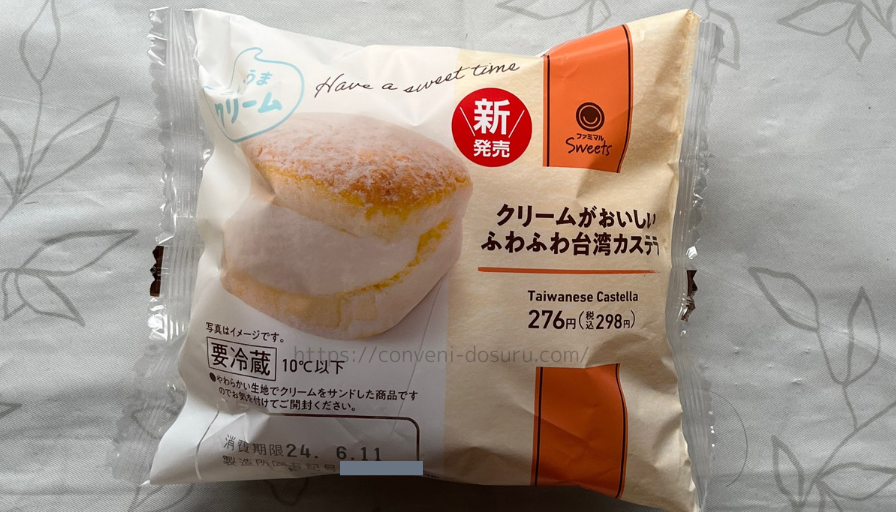 うま
クリーム
Have a sweet time
新
発売
ファミマル
Sweets
クリームがおいしい
ふわふわ台湾カステラ
Taiwanese Castella
276円(税込298円)
写真はイメージです。
要冷蔵 10℃以下
https://conveni-dosuru.com/
●やわらかい生地でクリームをサンドした商品です
のでお気を付けてご開封ください。
消費期限24. 6.11